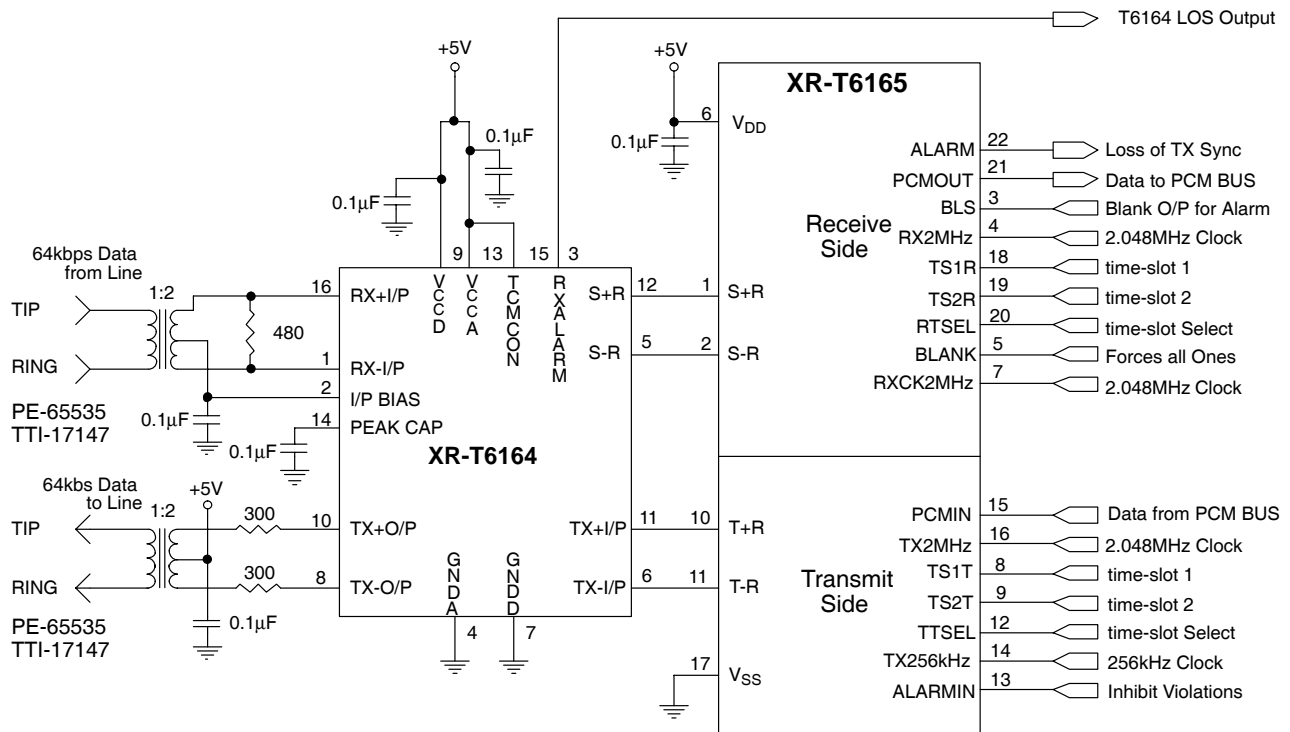 T6164 LOS Output
+5V
+5V
XR-T6165
6
VDD
0.1µF
0.1µF
0.1µF
ALARM
22
Loss of TX Sync
PCMOUT
21
Data to PCM BUS
BLS
3
Blank O/P for Alarm
Receive
Side
RX2MHz
4
2.048MHz Clock
TS1R
18
time-slot 1
TS2R
19
time-slot 2
RTSEL
20
time-slot Select
BLANK
5
Forces all Ones
RXCK2MHz
7
2.048MHz Clock
64kbps Data
from Line
9
13
15
3
TIP
1:2
16
RX+I/P
VCCD
VCCA
TCMCON
RXALARM
S+R
12
1
S+R
480
RING
1
RX-I/P
S-R
5
2
S-R
2
I/P BIAS
PE-65535
TTI-17147
0.1µF
14
PEAK CAP
0.1µF
XR-T6164
64kbs Data
to Line
+5V
TIP
1:2
300
10
TX+O/P
TX+I/P
11
10
T+R
RING
300
8
TX-O/P
GNDA
GNDD
TX-I/P
6
11
T-R
PE-65535
TTI-17147
0.1µF
4
7
Transmit
Side
17
VSS
PCMIN
15
Data from PCM BUS
TX2MHz
16
2.048MHz Clock
TS1T
8
time-slot 1
TS2T
9
time-slot 2
TTSEL
12
time-slot Select
TX256kHz
14
256kHz Clock
ALARMIN
13
Inhibit Violations